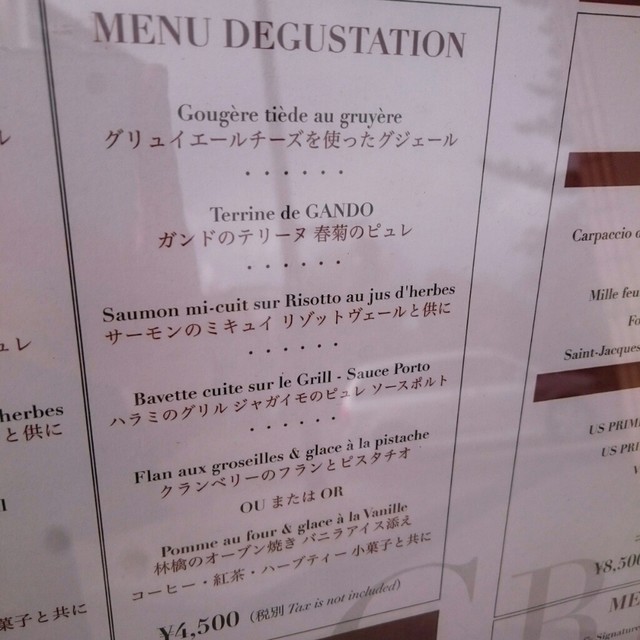 MENU DEGUSTATION
Gougère tiède au gruyère
グリュイエールチーズを使ったグジェール
Terrine de GANDO
ガンドのテリーヌ 春菊のピュレ
Saumon mi-cuit sur Risotto au jus d'herbes
サーモンのミキュイ リゾットヴェールと供に
Bavette cuite sur le Grill - Sauce Porto
ハラミのグリル ジャガイモのピュレ ソースポルト
Flan aux groseilles & glace à la pistache
クランベリーのフランとピスタチオ
OU または OR
Pomme au four & glace à la Vanille
林檎のオーブン焼き バニラアイス添え
コーヒー・紅茶・ハーブティー 小菓子と共に
¥4,500 (税別 Tax is not included)
ュレ
herbes
と供に
菓子と共に
Carpaccio
Mille feu
Fo
Saint-Jacques
US PRIM
US PRI
¥8,500
ME
Signature